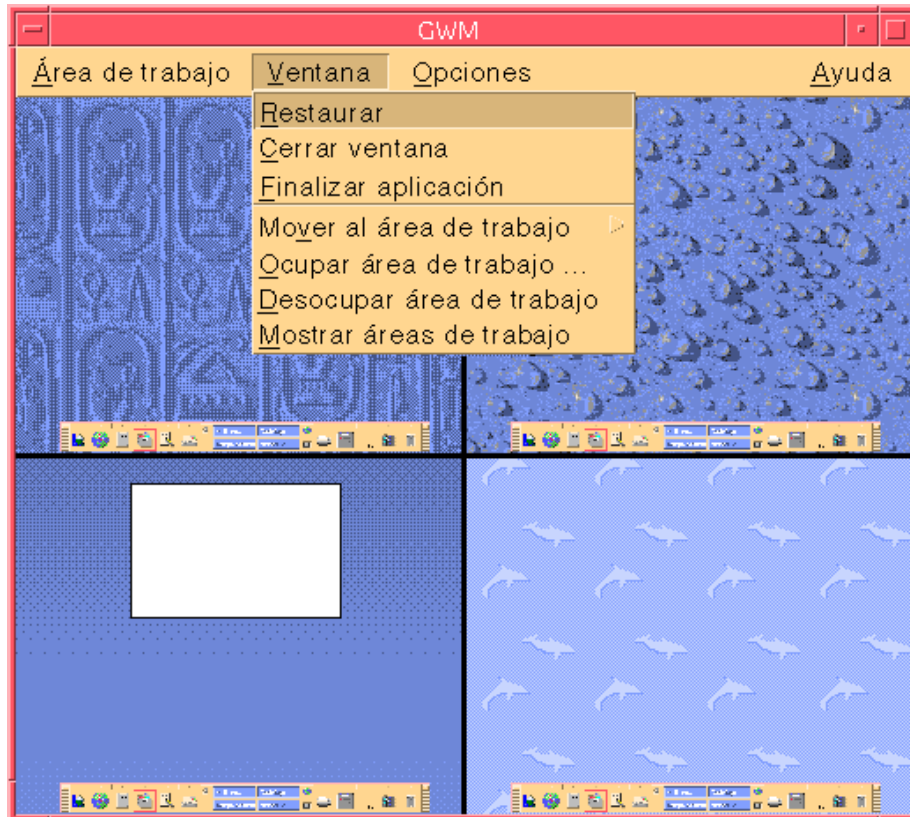 GWM
Área de trabajo Ventana Opciones Ayuda
Restaurar
Cerrar ventana
Finalizar aplicación
Mover al área de trabajo
Ocupar área de trabajo ...
Desocupar área de trabajo
Mostrar áreas de trabajo